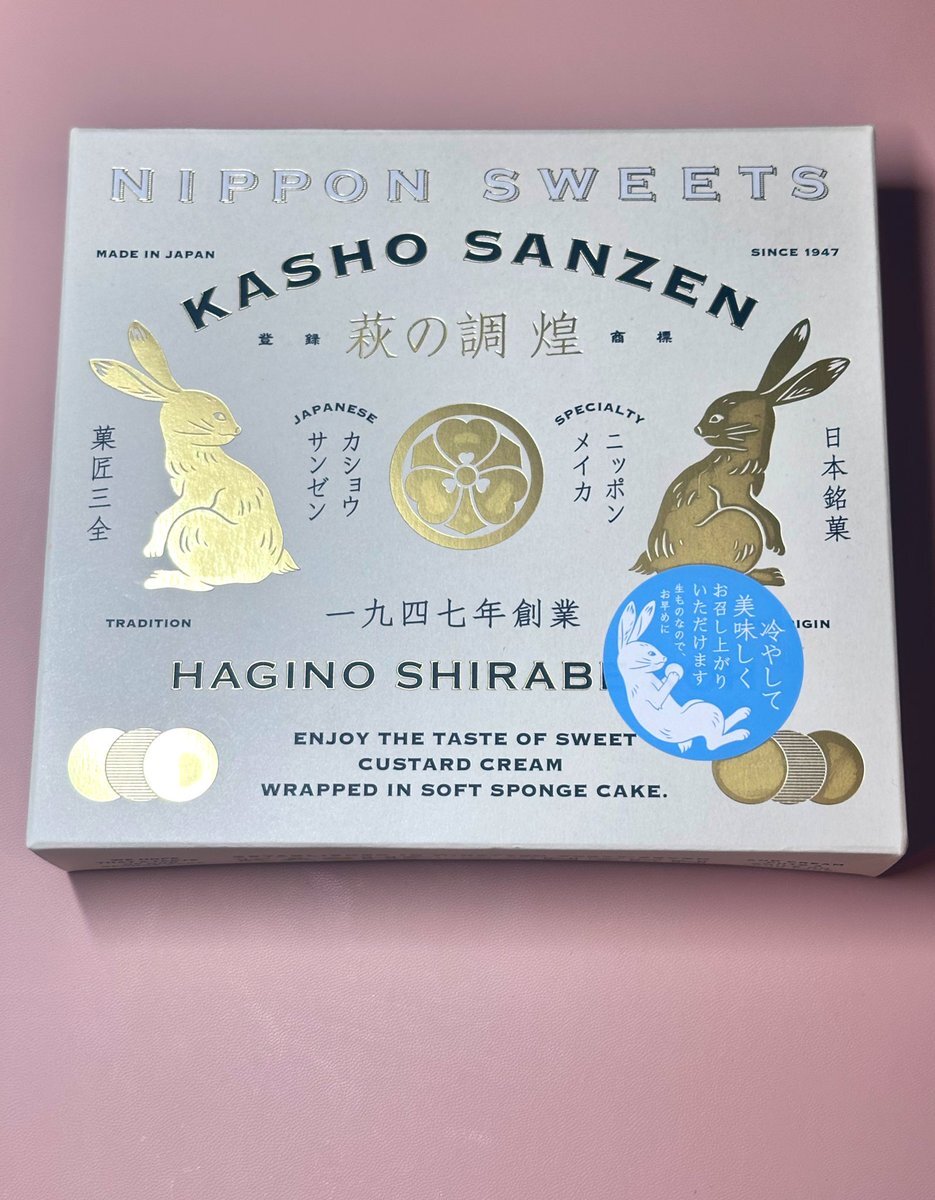 NIPPON SWEETS
MADE IN JAPAN
KASHO SANZEN
SINCE 1947
登録
萩の調 煌
商標
菓匠三全
JAPANESE
カショウ
サンゼン
SPECIALTY
ニッポン
メイカ
日本銘菓
TRADITION
一九四七年創業
HAGINO SHIRAB
冷やして
美味しく
お召し上がり
いただけます
生ものなので、
お早めに
ENJOY THE TASTE OF SWEET
CUSTARD CREAM
WRAPPED IN SOFT SPONGE CAKE.